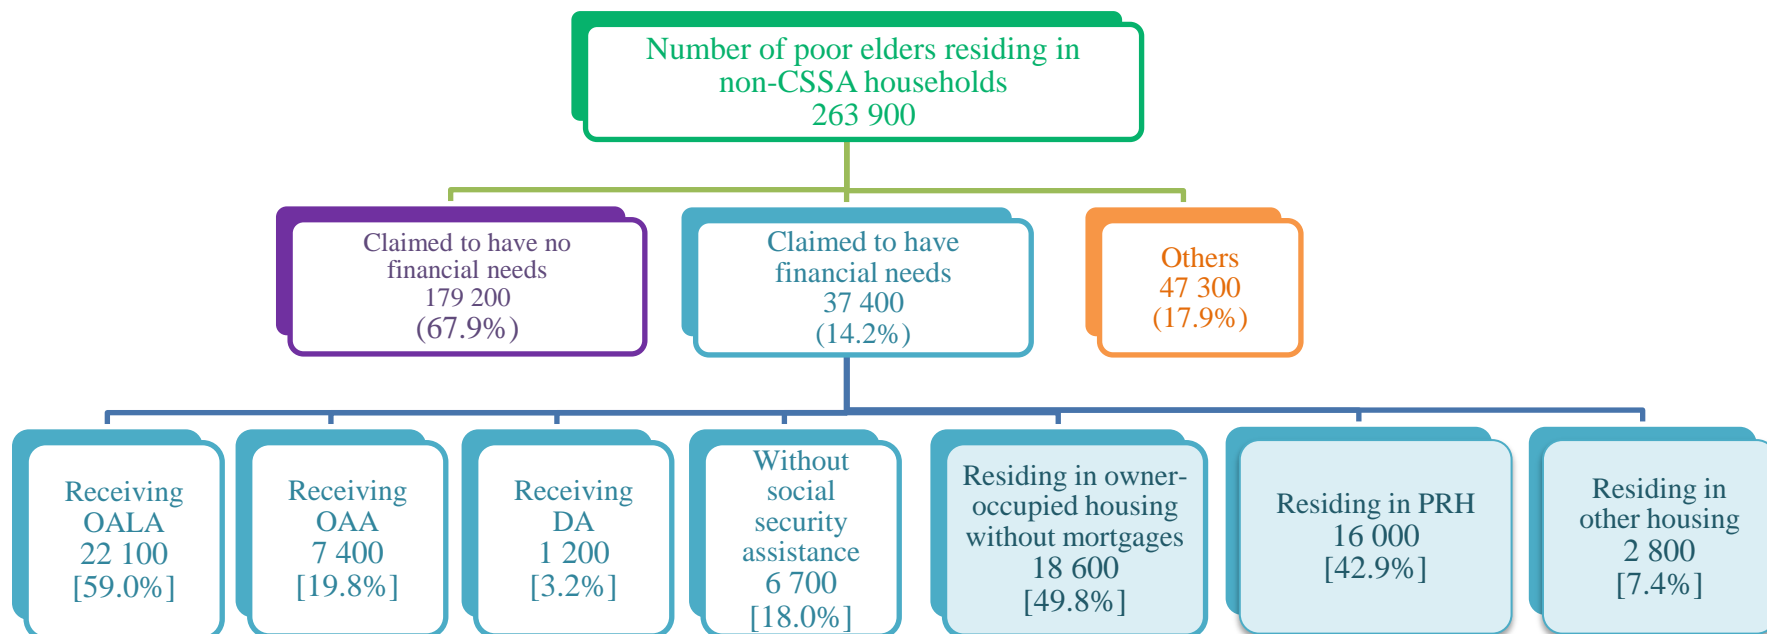 Number of poor elders residing in
non-CSSA households
263 900
Claimed to have no
financial needs
179 200
(67.9%)
Claimed to have
financial needs
37 400
(14.2%)
Others
47 300
(17.9%)
Receiving
OALA
22 100
[59.0%]
Receiving
OAA
7 400
[19.8%]
Receiving
DA
1 200
[3.2%]
Without
social
security
assistance
6 700
[18.0%]
Residing in owner-
occupied housing
without mortgages
18 600
[49.8%]
Residing in PRH
16 000
[42.9%]
Residing in
other housing
2 800
[7.4%]